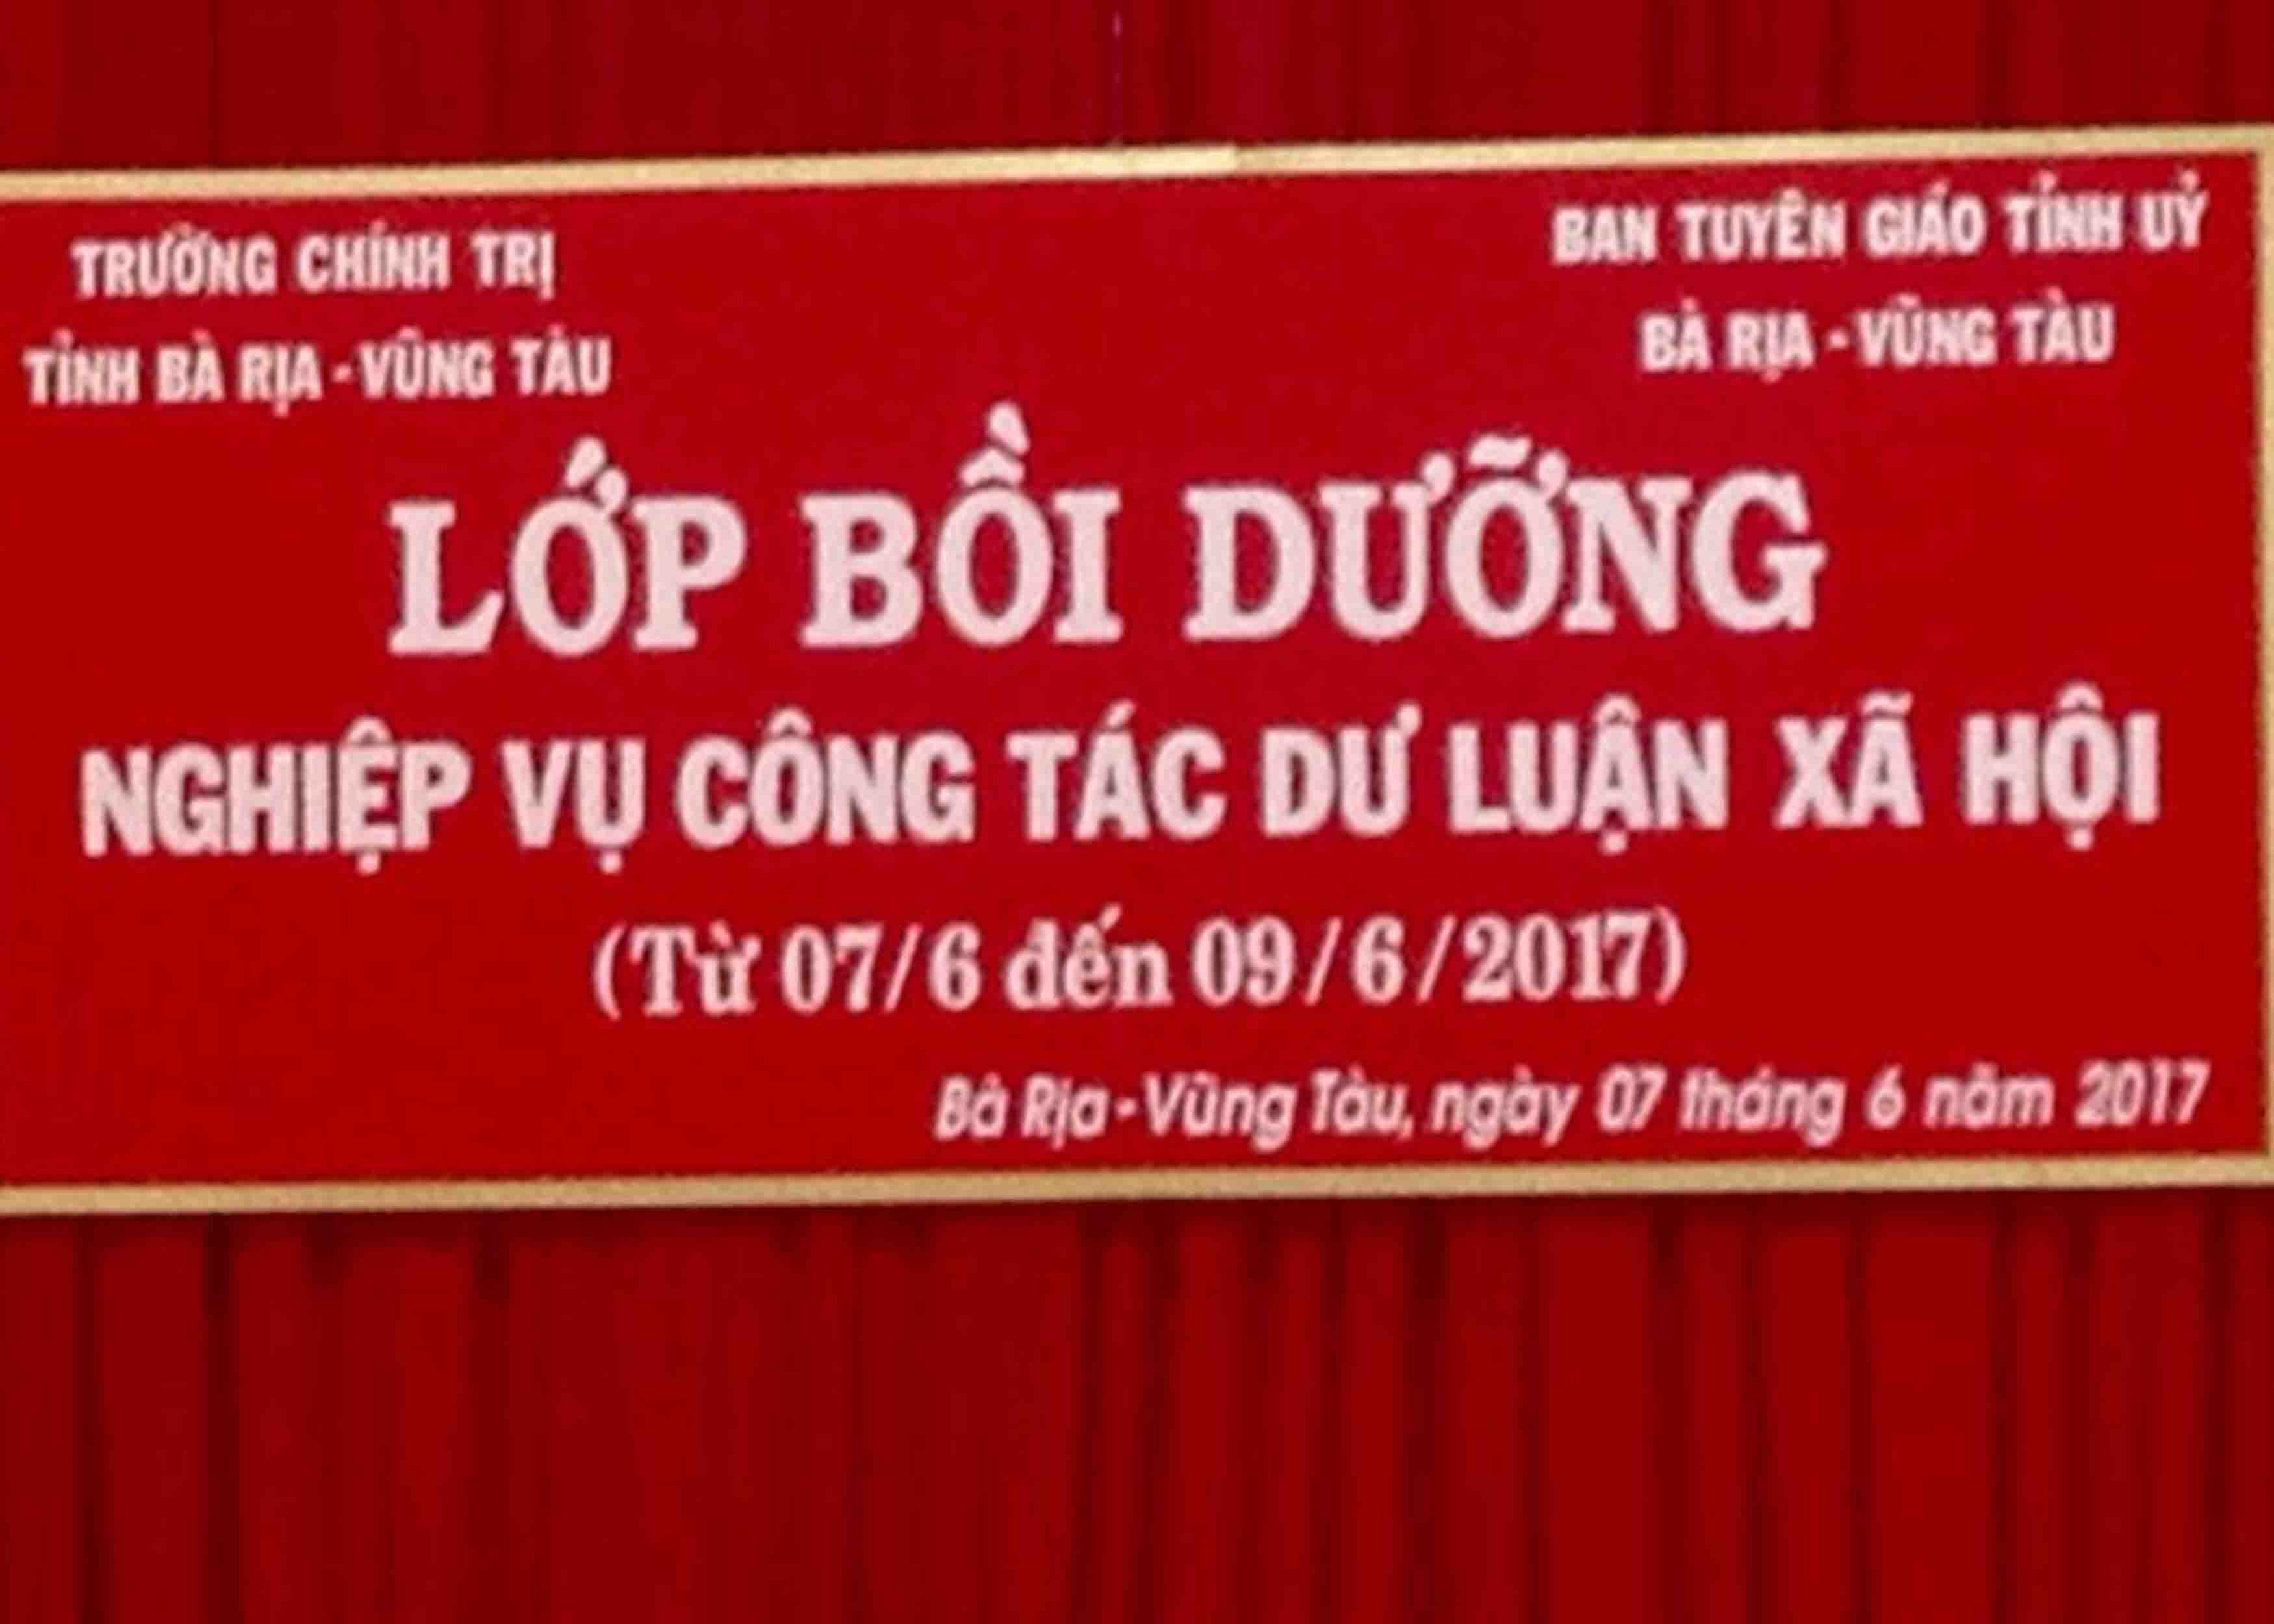 TRƯỜNG CHÍNH TRỊ
TỈNH BÀ RỊA - VŨNG TÀU
BAN TUYÊN GIÁO TỈNH UỶ
BÀ RỊA - VŨNG TÀU
LỚP BỒI DƯỠNG
NGHIỆP VỤ CÔNG TÁC DƯ LUẬN XÃ HỘI
(Từ 07/6 đến 09/6/2017)
Bà Rịa - Vũng Tàu, ngày 07 tháng 6 năm 2017